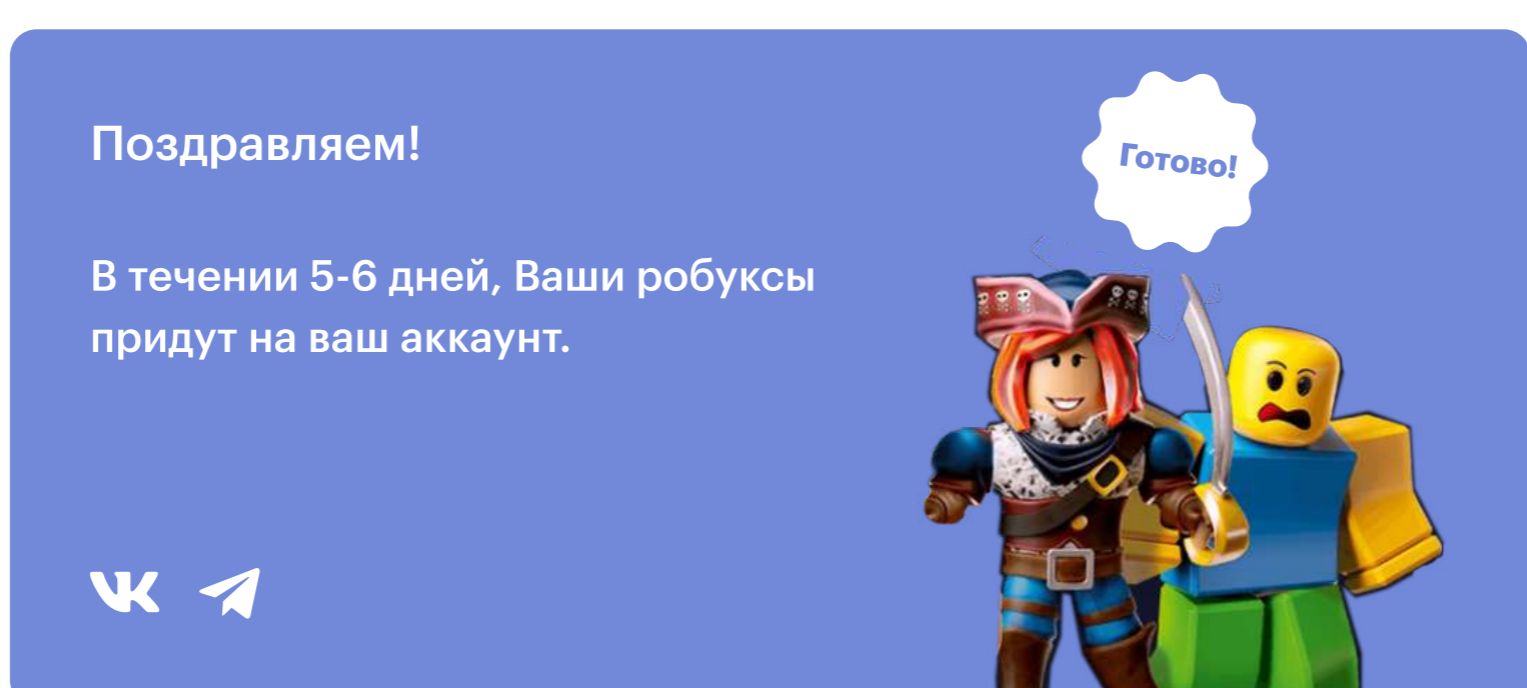 Поздравляем!
Готово!
В течении 5-6 дней, Ваши робуксы
придут на ваш аккаунт.